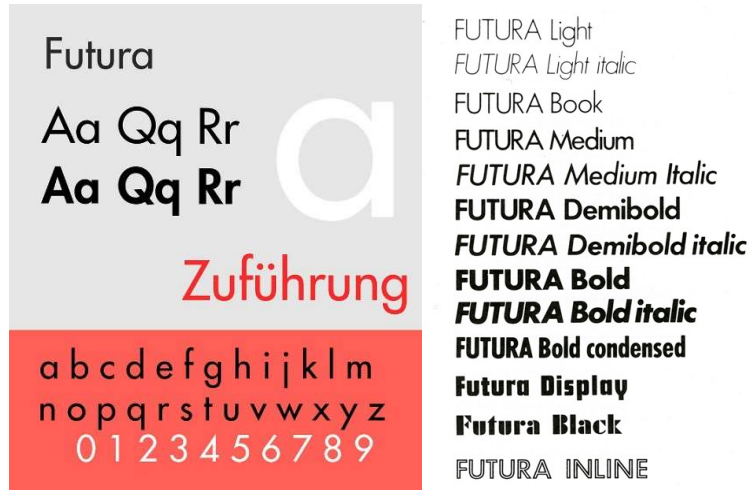 Futura
Aa Qq Rr
Aa Qq Rr
a
Zuführung
a b c d e f g h i j k l m
n o p q r s t u v w x y z
0 1 2 3 4 5 6 7 8 9
FUTURA Light
FUTURA Light italic
FUTURA Book
FUTURA Medium
FUTURA Medium Italic
FUTURA Demibold
FUTURA Demibold italic
FUTURA Bold
FUTURA Bold italic
FUTURA Bold condensed
Futura Display
Futura Black
FUTURA INLINE